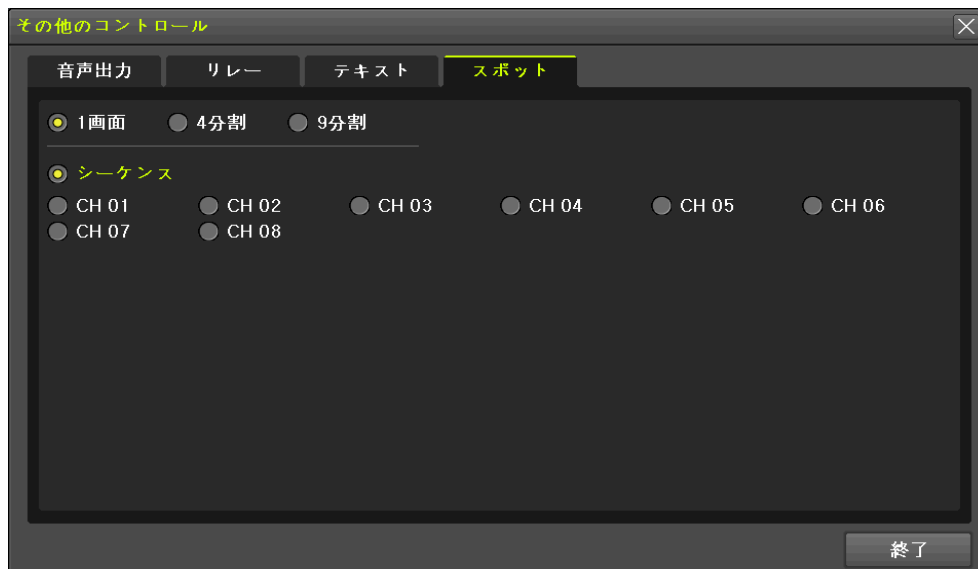 その他のコントロール
音声出力 リレー テキスト スポット
1画面 4分割 9分割
シーケンス
CH 01 CH 02 CH 03 CH 04 CH 05 CH 06
CH 07 CH 08
終了